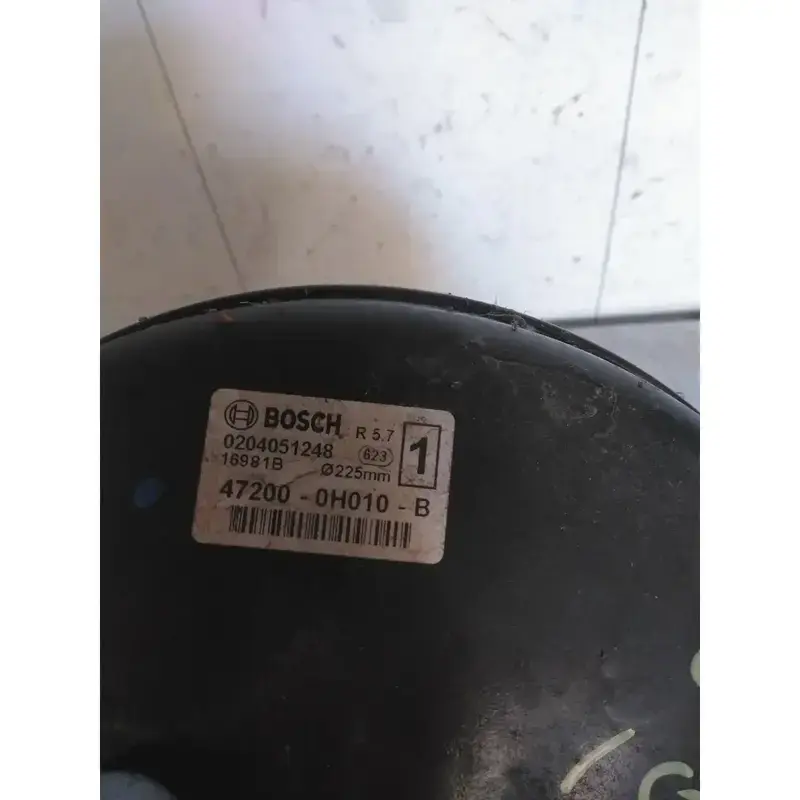 BOSCH R 5.7
0204051248 623 1
16981B Ø225mm
47200 - 0H010 - B
G